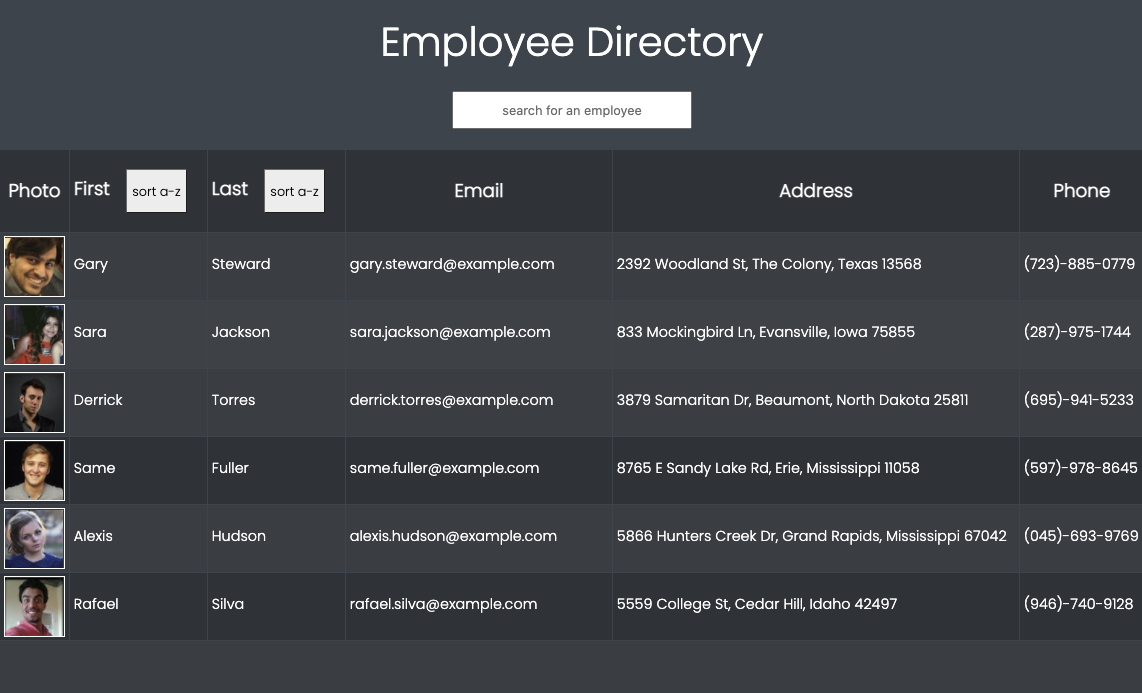 Employee Directory
search for an employee
Photo First sort a-z Last sort a-z Email Address Phone
Gary Steward gary.steward@example.com 2392 Woodland St, The Colony, Texas 13568 (723)-885-0779
Sara Jackson sara.jackson@example.com 833 Mockingbird Ln, Evansville, Iowa 75855 (287)-975-1744
Derrick Torres derrick.torres@example.com 3879 Samaritan Dr, Beaumont, North Dakota 25811 (695)-941-5233
Same Fuller same.fuller@example.com 8765 E Sandy Lake Rd, Erie, Mississippi 11058 (597)-978-8645
Alexis Hudson alexis.hudson@example.com 5866 Hunters Creek Dr, Grand Rapids, Mississippi 67042 (045)-693-9769
Rafael Silva rafael.silva@example.com 5559 College St, Cedar Hill, Idaho 42497 (946)-740-9128